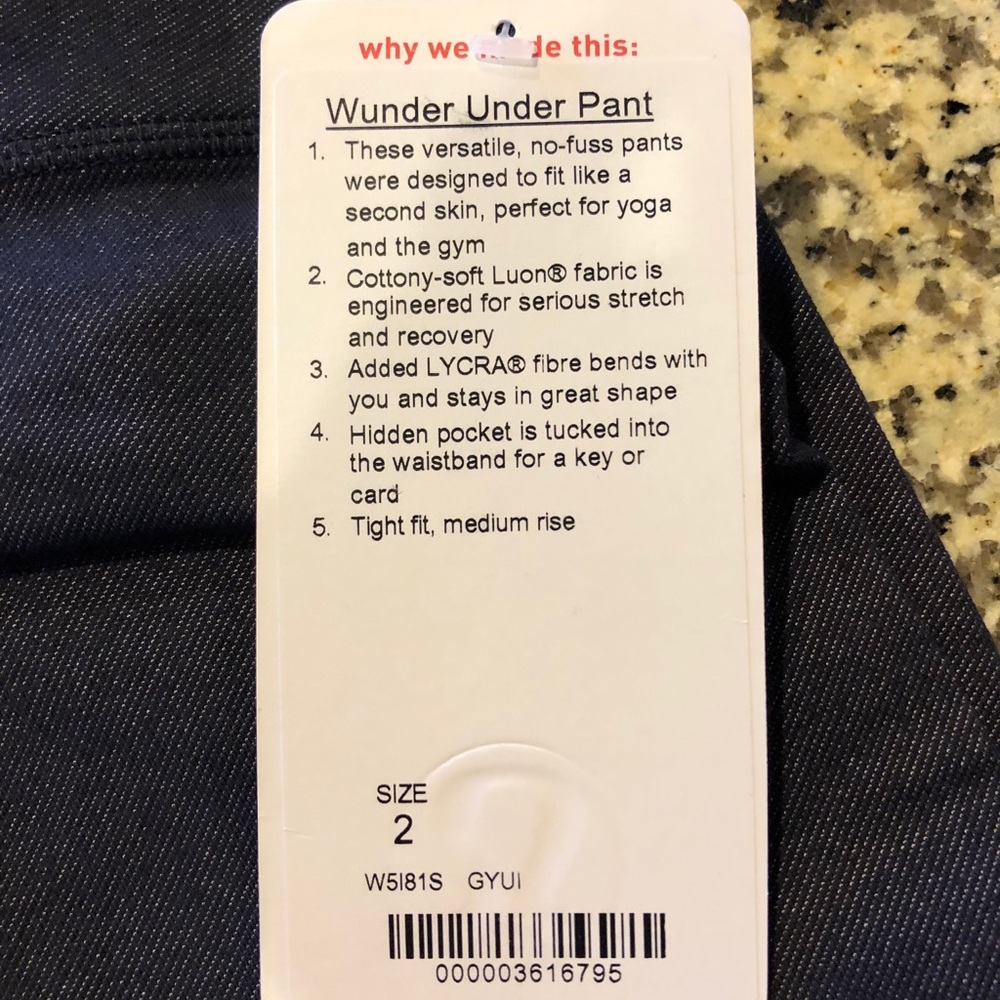 why we de this:
Wunder Under Pant
1. These versatile, no-fuss pants
were designed to fit like a
second skin, perfect for yoga
and the gym
2. Cottony-soft Luon® fabric is
engineered for serious stretch
and recovery
3. Added LYCRA® fibre bends with
you and stays in great shape
4. Hidden pocket is tucked into
the waistband for a key or
card
5. Tight fit, medium rise
SIZE
2
W5I81S GYUI
000003616795